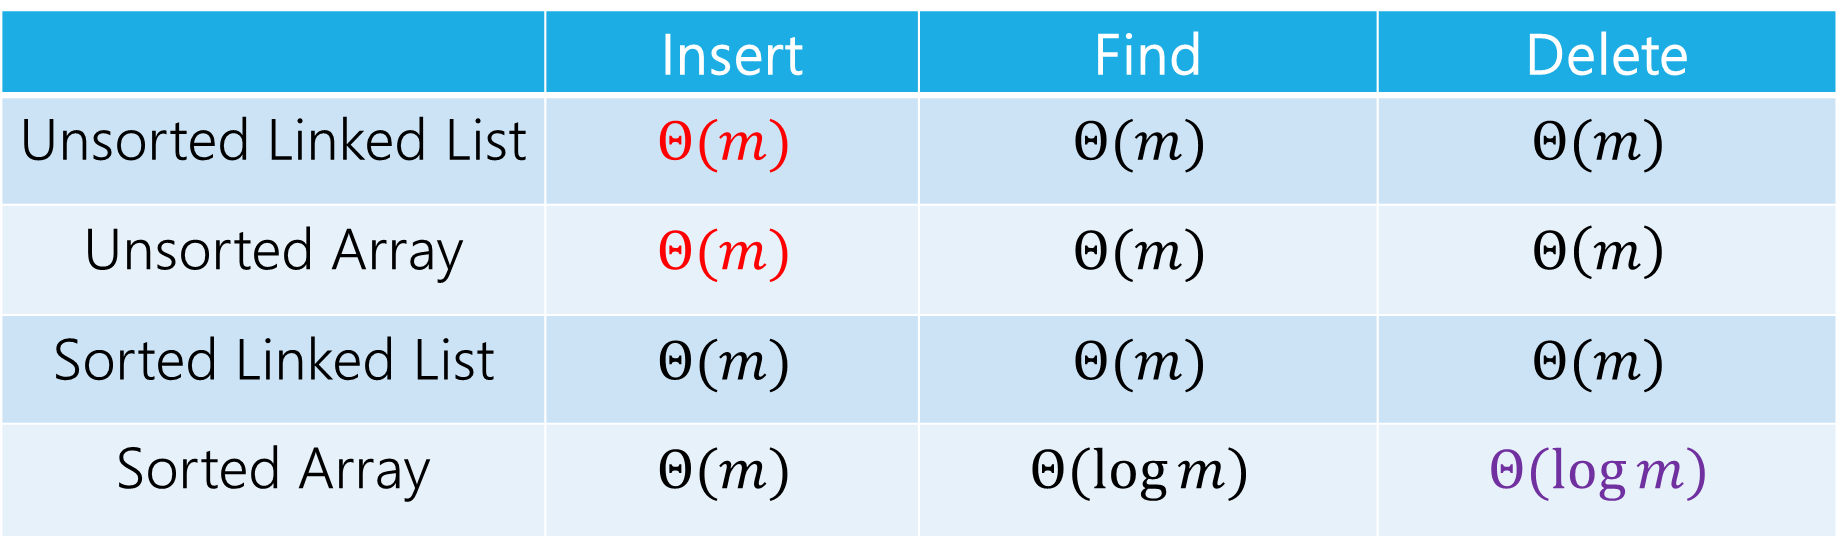 Insert Find Delete
Unsorted Linked List Θ(m) Θ(m) Θ(m)
Unsorted Array Θ(m) Θ(m) Θ(m)
Sorted Linked List Θ(m) Θ(m) Θ(m)
Sorted Array Θ(m) Θ(log m) Θ(log m)